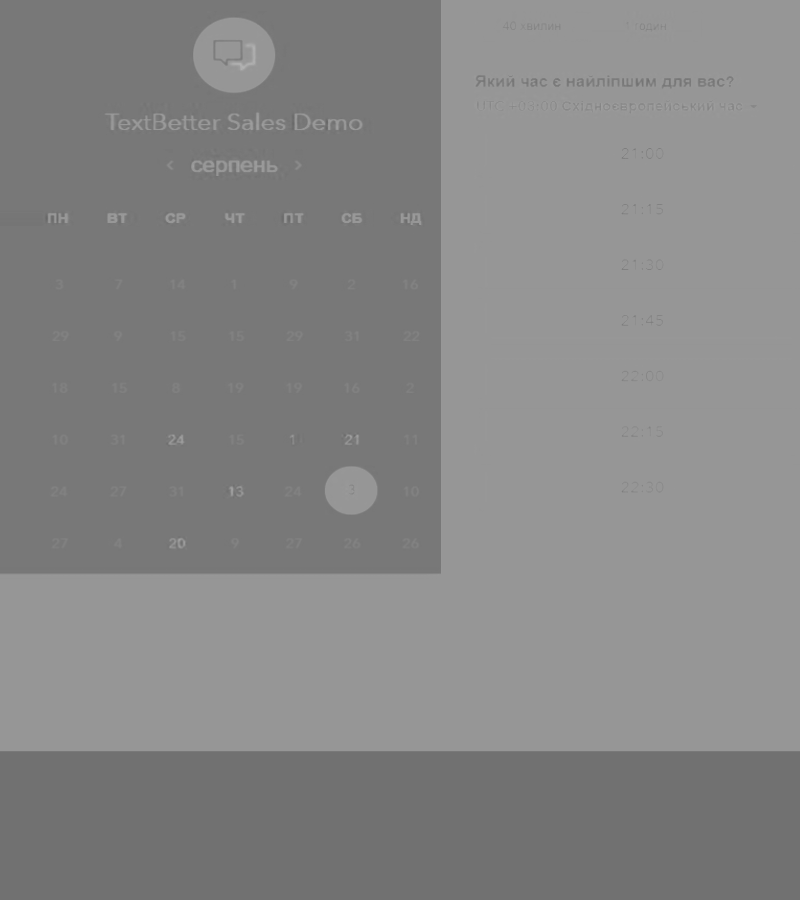 TextBetter Sales Demo
‹ серпень ›
ПН ВТ СР ЧТ ПТ СБ НД
3 7 14 1 9 2 16
29 9 15 15 29 31 22
18 15 8 19 19 16 2
10 31 24 15 1 21 11
24 27 31 13 24 3 10
27 4 20 9 27 26 26
40 хвилин 1 годин
Який час є найліпшим для вас?
UTC +03:00 Східноєвропейський час
21:00
21:15
21:30
21:45
22:00
22:15
22:30